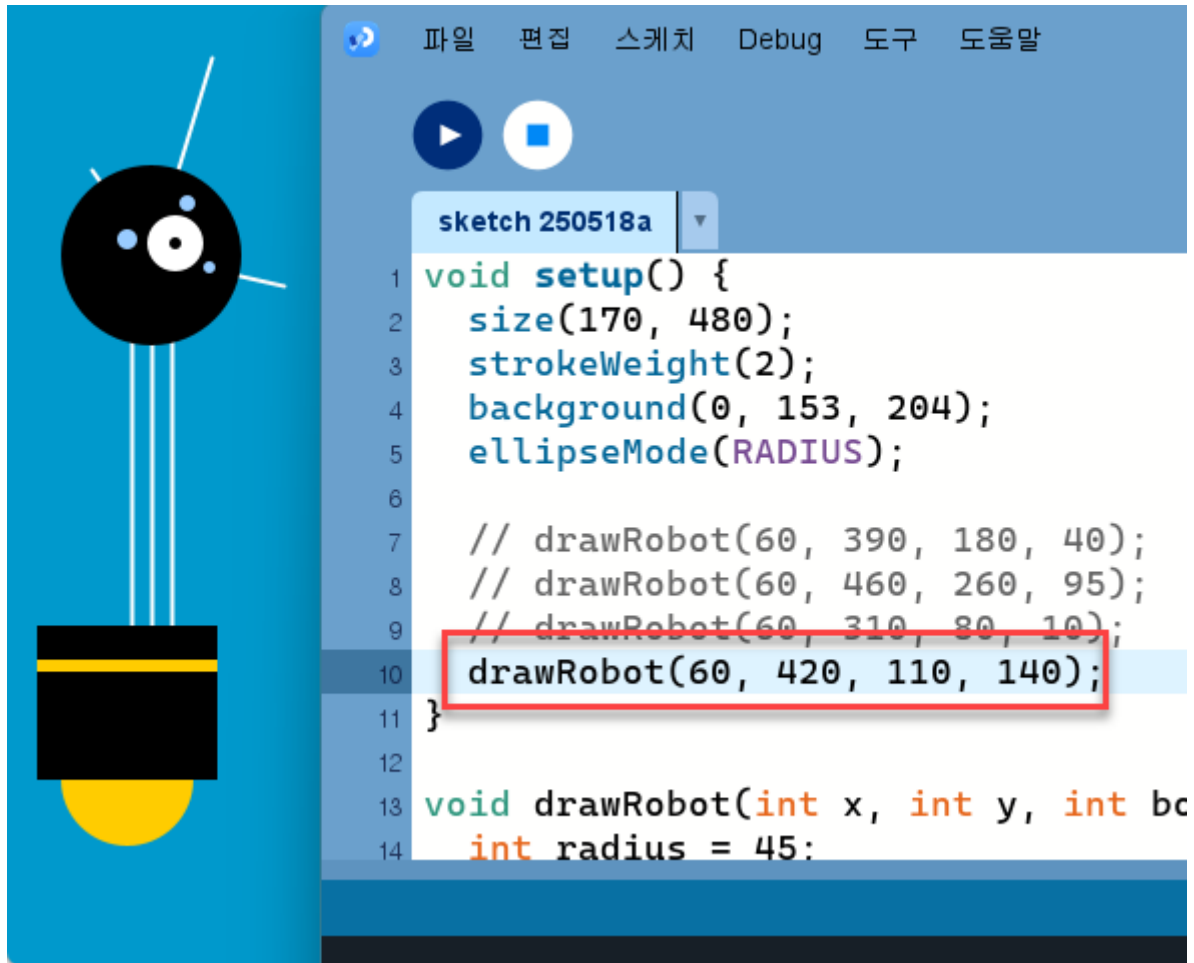 파일 편집 스케치 Debug 도구 도움말
sketch 250518a
1 void setup() {
2 size(170, 480);
3 strokeWeight(2);
4 background(0, 153, 204);
5 ellipseMode(RADIUS);
6
7 // drawRobot(60, 390, 180, 40);
8 // drawRobot(60, 460, 260, 95);
9 // drawRobot(60, 310, 80, 10);
10 drawRobot(60, 420, 110, 140);
11 }
12
13 void drawRobot(int x, int y, int bo
14 int radius = 45;